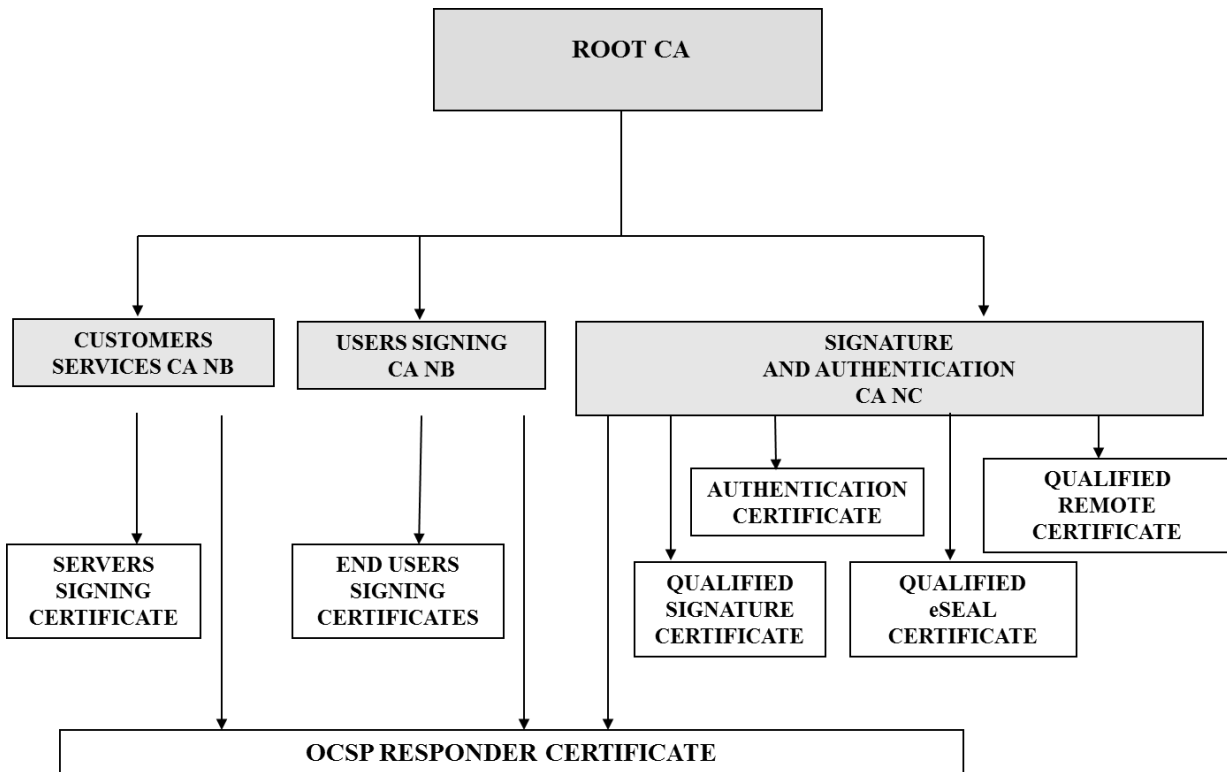 ROOT CA
CUSTOMERS
SERVICES CA NB
USERS SIGNING
CA NB
SIGNATURE
AND AUTHENTICATION
CA NC
AUTHENTICATION
CERTIFICATE
QUALIFIED
REMOTE
CERTIFICATE
SERVERS
SIGNING
CERTIFICATE
END USERS
SIGNING
CERTIFICATES
QUALIFIED
SIGNATURE
CERTIFICATE
QUALIFIED
eSEAL
CERTIFICATE
OCSP RESPONDER CERTIFICATE